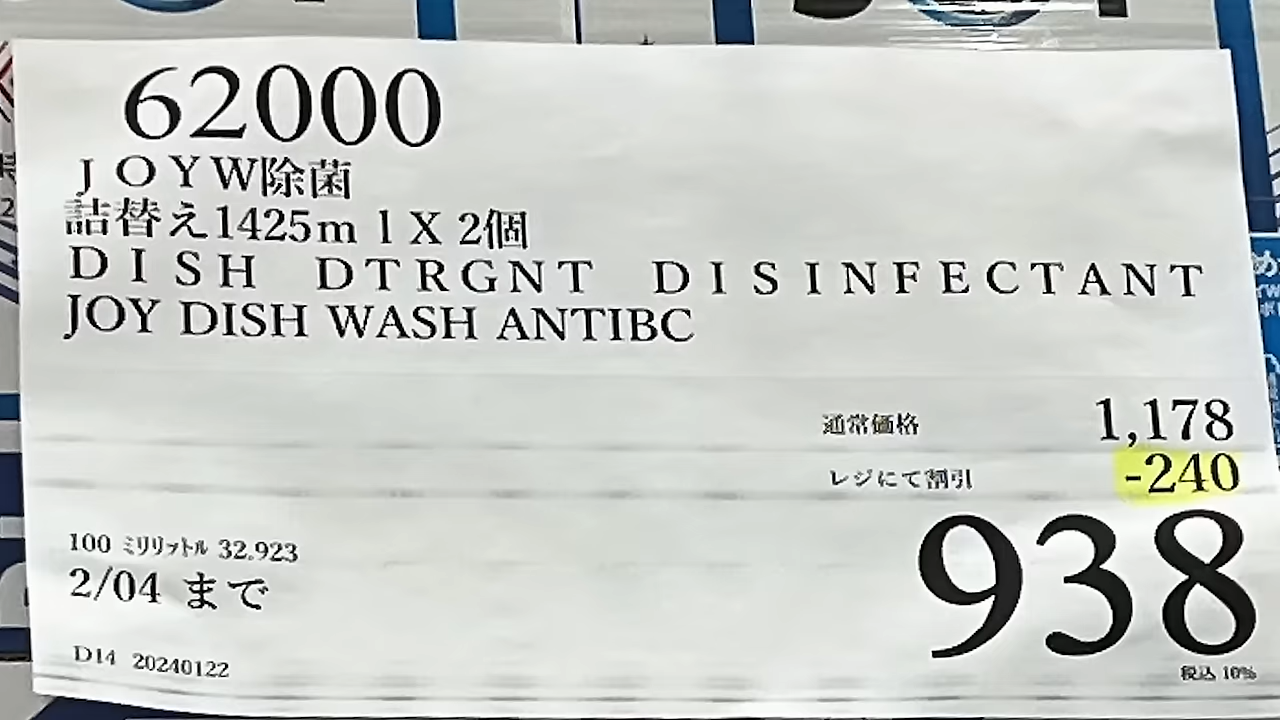 62000
ＪＯＹＷ除菌
詰替え1425mlX 2個
ＤＩＳＨ　ＤＴＲＧＮＴ　ＤＩＳＩＮＦＥＣＴＡＮＴ
JOY DISH WASH ANTIBC
通常価格 1,178
レジにて割引 -240
938
100 ﾐﾘﾘｯﾄﾙ 32.923
2/04 まで
税込 10%
D14 20240122